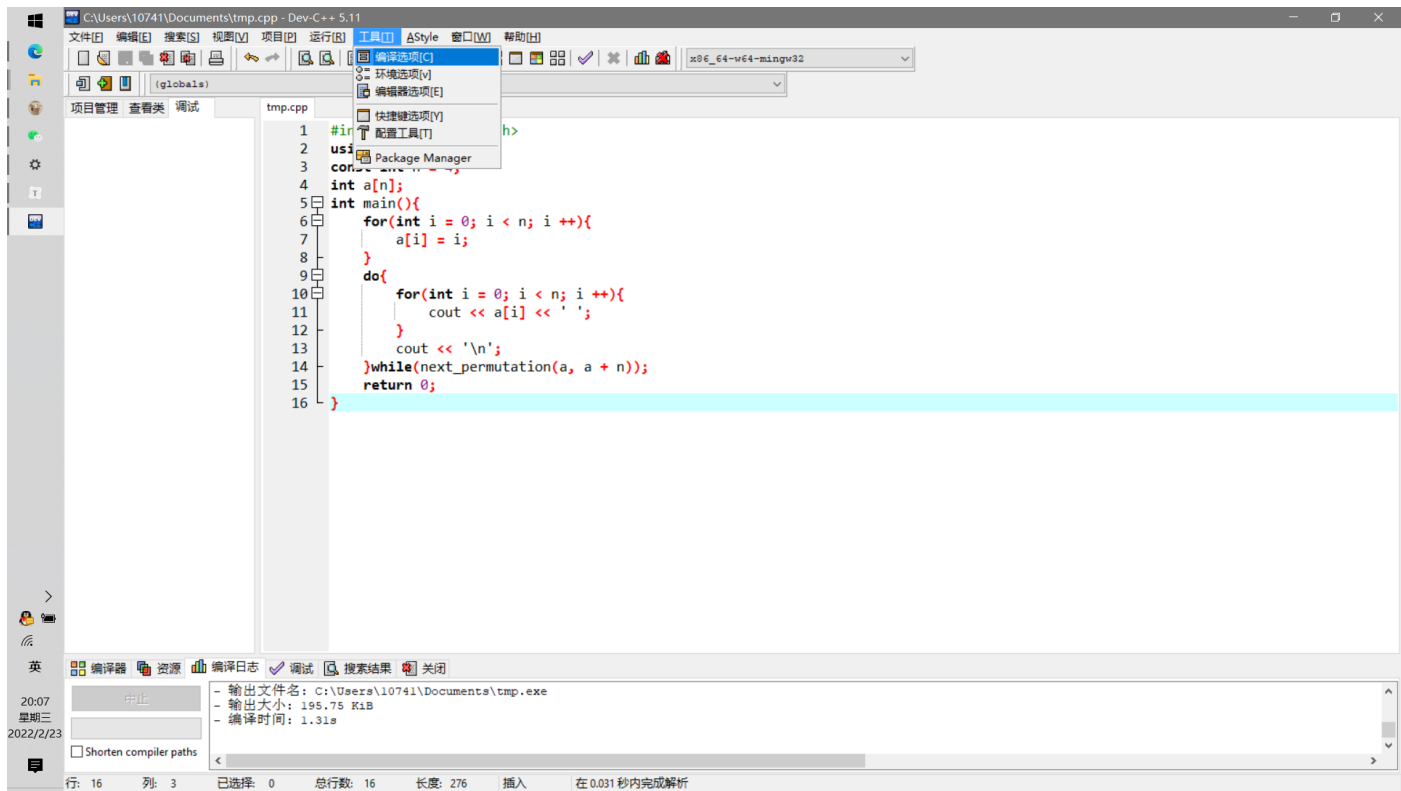 C:\Users\10741\Documents\tmp.cpp - Dev-C++ 5.11
文件[F] 编辑[E] 搜索[S] 视图[V] 项目[P] 运行[R] 工具[T] AStyle 窗口[W] 帮助[H]
编译选项[C]
环境选项[v]
编辑器选项[E]
快捷键选项[Y]
配置工具[T]
Package Manager
x86_64-w64-mingw32
(globals)
项目管理 查看类 调试
tmp.cpp
1 #in h>
2 usi
3 const int n = 4;
4 int a[n];
5 int main(){
6 for(int i = 0; i < n; i ++){
7 a[i] = i;
8 }
9 do{
10 for(int i = 0; i < n; i ++){
11 cout << a[i] << ' ';
12 }
13 cout << '\n';
14 }while(next_permutation(a, a + n));
15 return 0;
16 }
英
20:07
星期三
2022/2/23
编译器 资源 编译日志 调试 搜索结果 关闭
中止
Shorten compiler paths
- 输出文件名: C:\Users\10741\Documents\tmp.exe
- 输出大小: 195.75 KiB
- 编译时间: 1.31s
行: 16 列: 3 已选择: 0 总行数: 16 长度: 276 插入 在 0.031 秒内完成解析